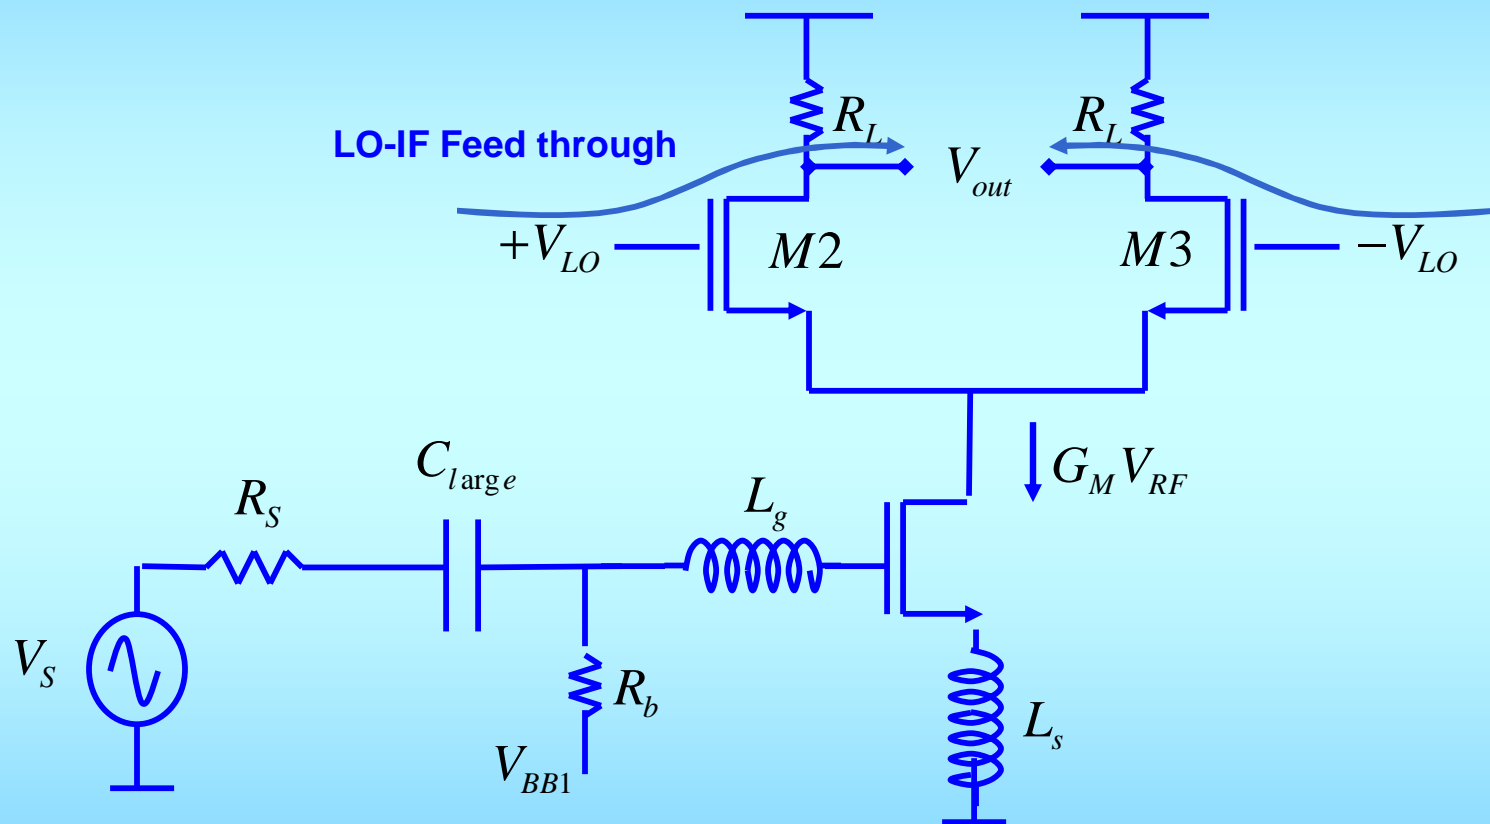 R_L
R_L
LO-IF Feed through
V_out
+V_LO
M2
M3
−V_LO
C_large
G_M V_RF
R_S
L_g
V_S
R_b
L_s
V_BB1